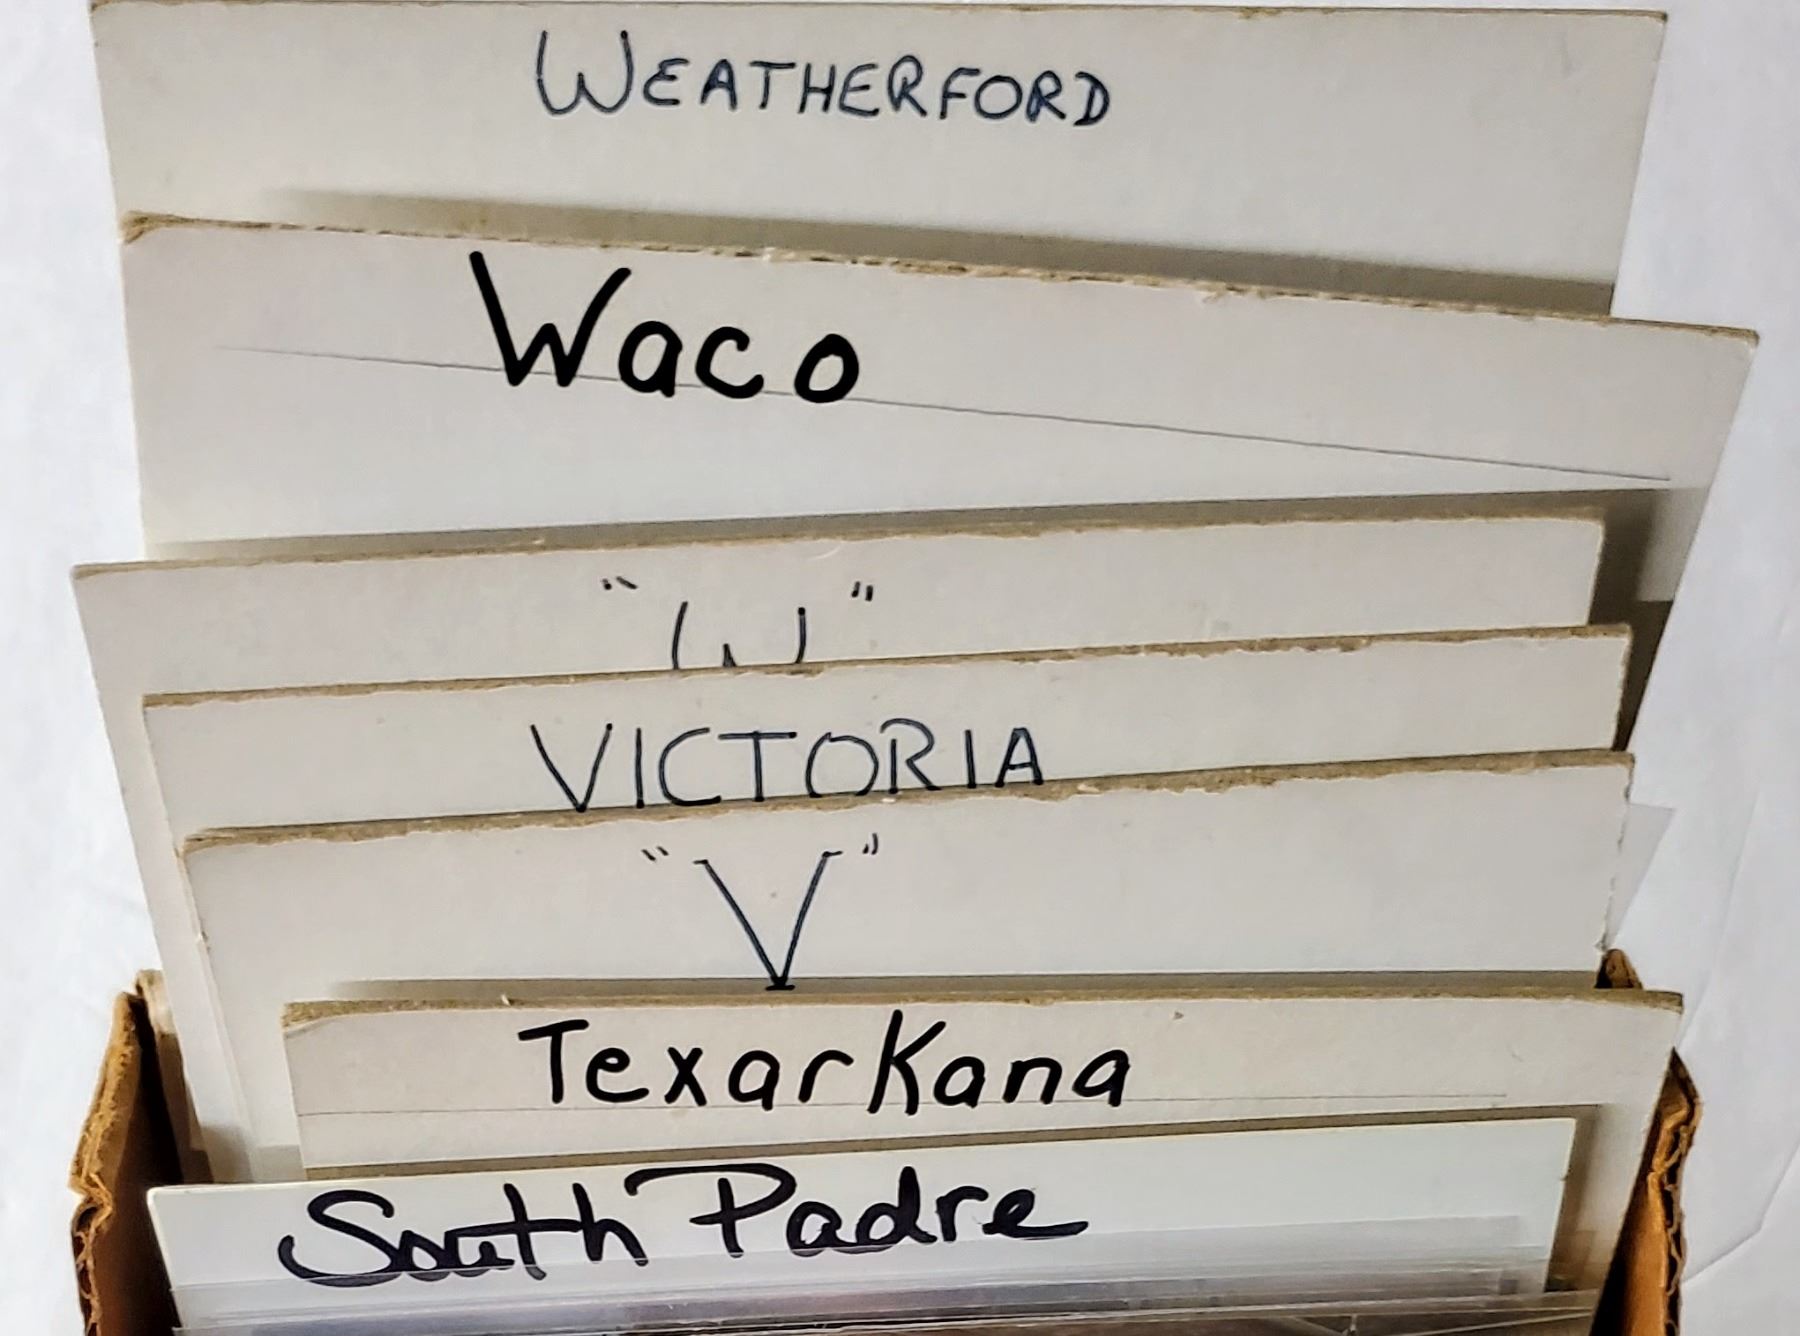 WEATHERFORD
Waco
"W"
VICTORIA
"V"
Texarkana
South Padre